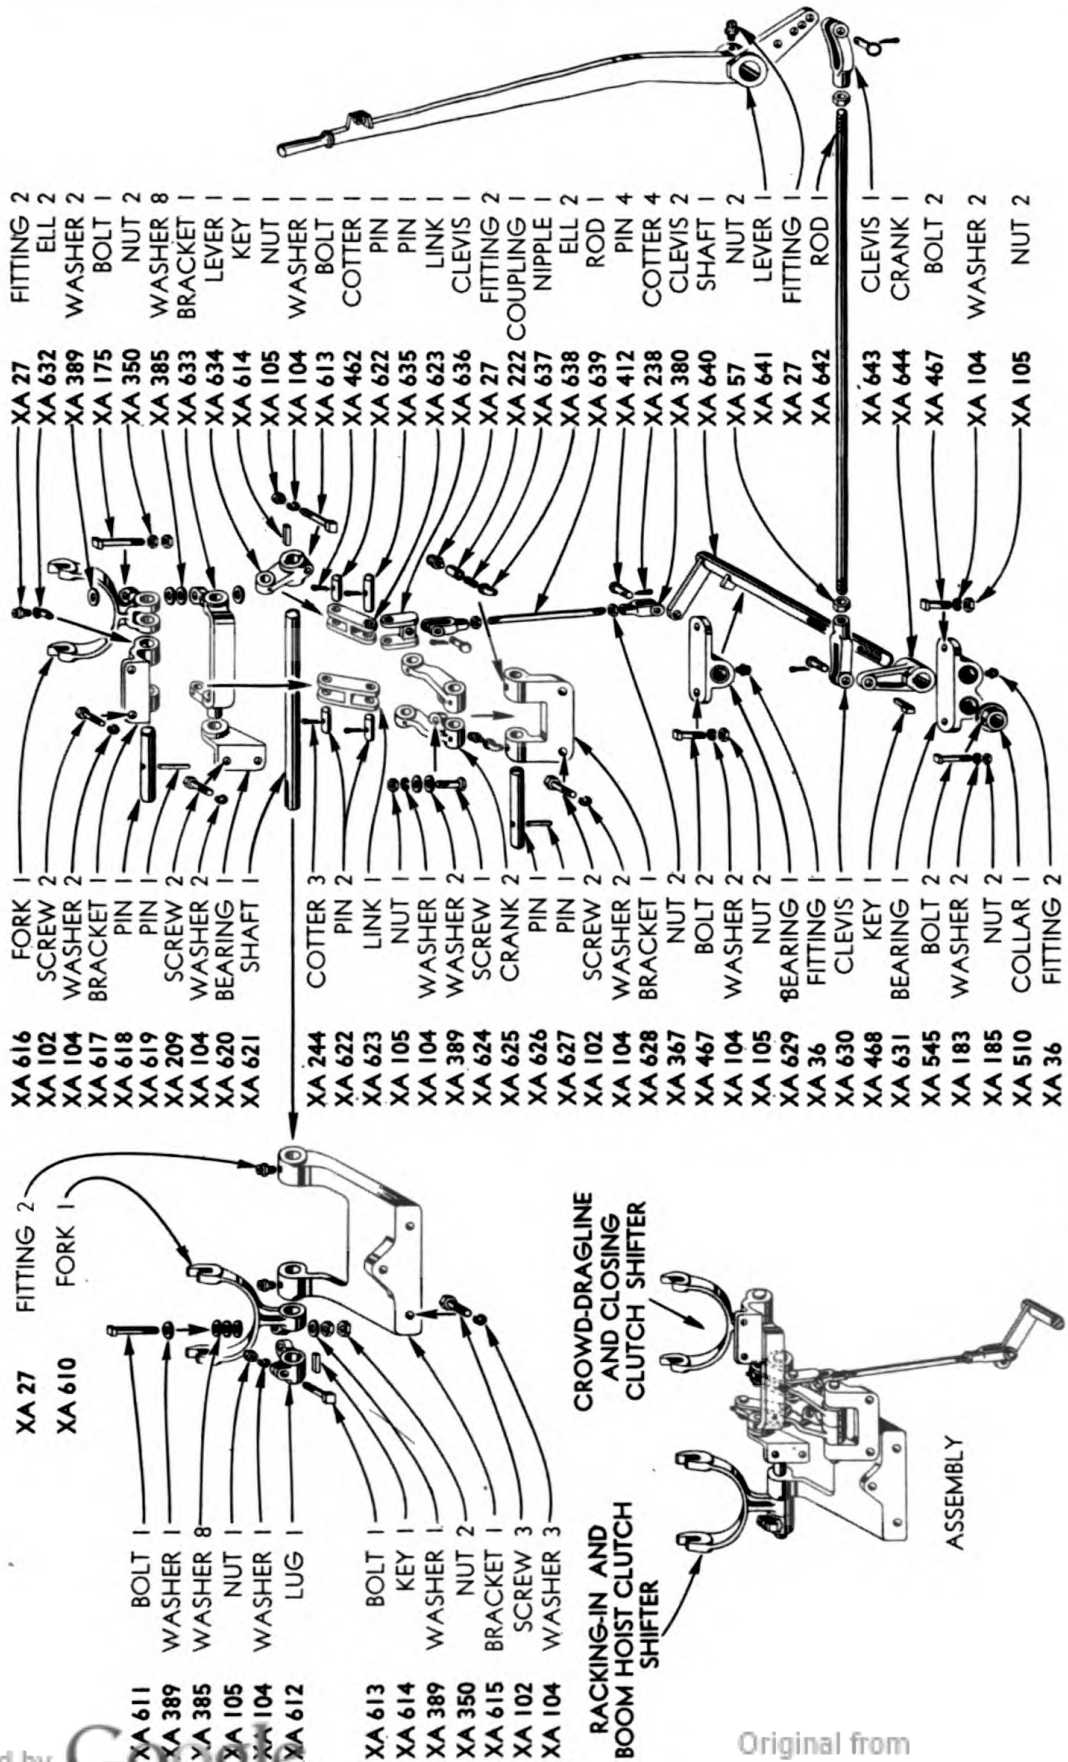 XA 27 FITTING 2
XA 632 ELL 2
XA 389 WASHER 2
XA 175 BOLT 1
XA 350 NUT 2
XA 385 WASHER 8
XA 633 BRACKET 1
XA 634 LEVER 1
XA 614 KEY 1
XA 105 NUT 1
XA 104 WASHER 1
XA 613 BOLT 1
XA 462 COTTER 1
XA 622 PIN 1
XA 635 PIN 1
XA 623 LINK 1
XA 636 CLEVIS 1
XA 27 FITTING 2
XA 222 COUPLING 1
XA 637 NIPPLE 1
XA 638 ELL 2
XA 639 ROD 1
XA 412 PIN 4
XA 238 COTTER 4
XA 380 CLEVIS 2
XA 640 SHAFT 1
XA 57 NUT 2
XA 641 LEVER 1
XA 27 FITTING 1
XA 642 ROD 1
XA 643 CLEVIS 1
XA 644 CRANK 1
XA 467 BOLT 2
XA 104 WASHER 2
XA 105 NUT 2
XA 616 FORK 1
XA 102 SCREW 2
XA 104 WASHER 2
XA 617 BRACKET 1
XA 618 PIN 1
XA 619 PIN 1
XA 209 SCREW 2
XA 104 WASHER 2
XA 620 BEARING 1
XA 621 SHAFT 1
XA 244 COTTER 3
XA 622 PIN 2
XA 623 LINK 1
XA 105 NUT 1
XA 104 WASHER 1
XA 389 WASHER 2
XA 624 SCREW 1
XA 625 CRANK 2
XA 626 PIN 1
XA 627 PIN 1
XA 102 SCREW 2
XA 104 WASHER 2
XA 628 BRACKET 1
XA 367 NUT 2
XA 467 BOLT 2
XA 104 WASHER 2
XA 105 NUT 2
XA 629 BEARING 1
XA 36 FITTING 1
XA 630 CLEVIS 1
XA 468 KEY 1
XA 631 BEARING 1
XA 545 BOLT 2
XA 183 WASHER 2
XA 185 NUT 2
XA 510 COLLAR 1
XA 36 FITTING 2
XA 27 FITTING 2
XA 610 FORK 1
XA 611 BOLT 1
XA 389 WASHER 1
XA 385 WASHER 8
XA 105 NUT 1
XA 104 WASHER 1
XA 612 LUG 1
XA 613 BOLT 1
XA 614 KEY 1
XA 389 WASHER 1
XA 350 NUT 2
XA 615 BRACKET 1
XA 102 SCREW 3
XA 104 WASHER 3
CROWD-DRAGLINE
AND CLOSING
CLUTCH SHIFTER
RACKING-IN AND
BOOM HOIST CLUTCH
SHIFTER
ASSEMBLY
Original from